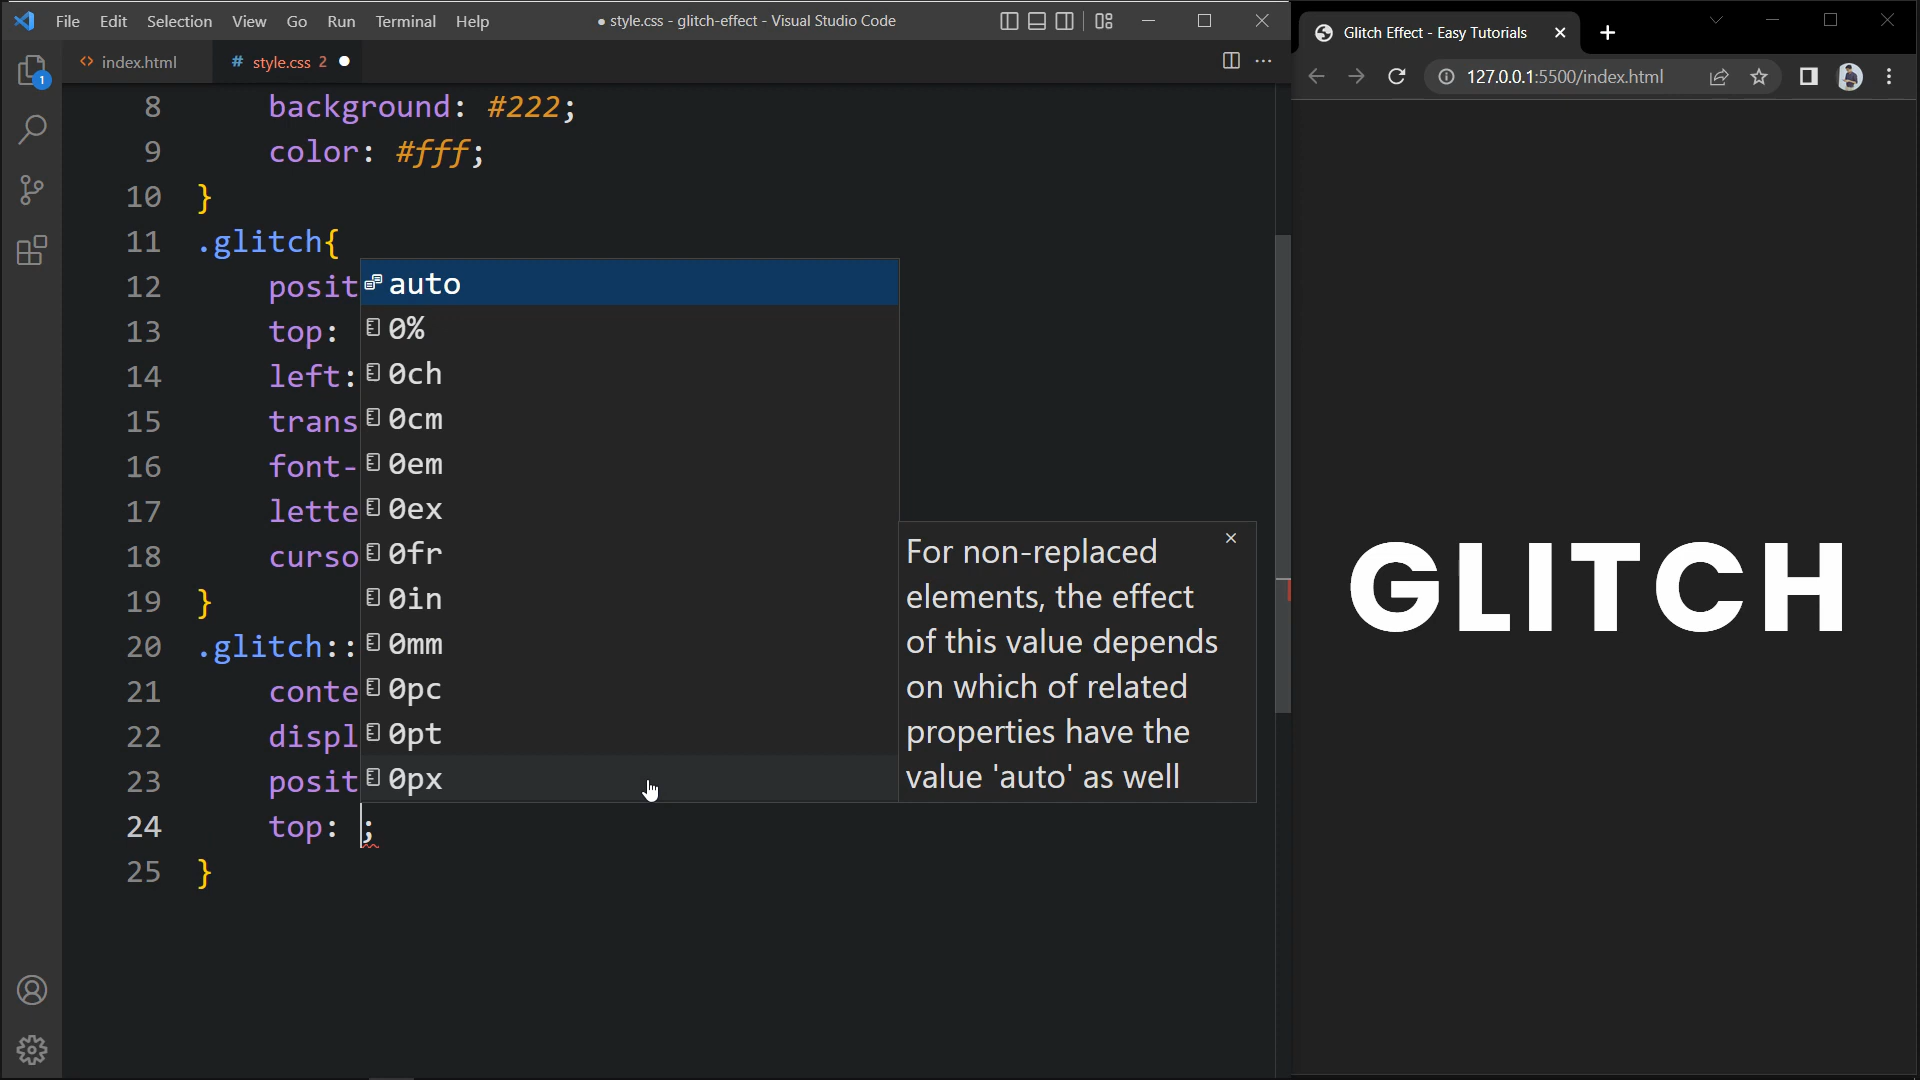 File Edit Selection View Go Run Terminal Help
● style.css - glitch-effect - Visual Studio Code
index.html
# style.css 2 ●
1
8 background: #222;
9 color: #fff;
10 }
11 .glitch{
12 posit
13 top:
14 left:
15 trans
16 font-
17 lette
18 curso
19 }
20 .glitch::
21 conte
22 displ
23 posit
24 top: ;
25 }
auto
0%
0ch
0cm
0em
0ex
0fr
0in
0mm
0pc
0pt
0px
For non-replaced
elements, the effect
of this value depends
on which of related
properties have the
value 'auto' as well
Glitch Effect - Easy Tutorials
127.0.0.1:5500/index.html
GLITCH